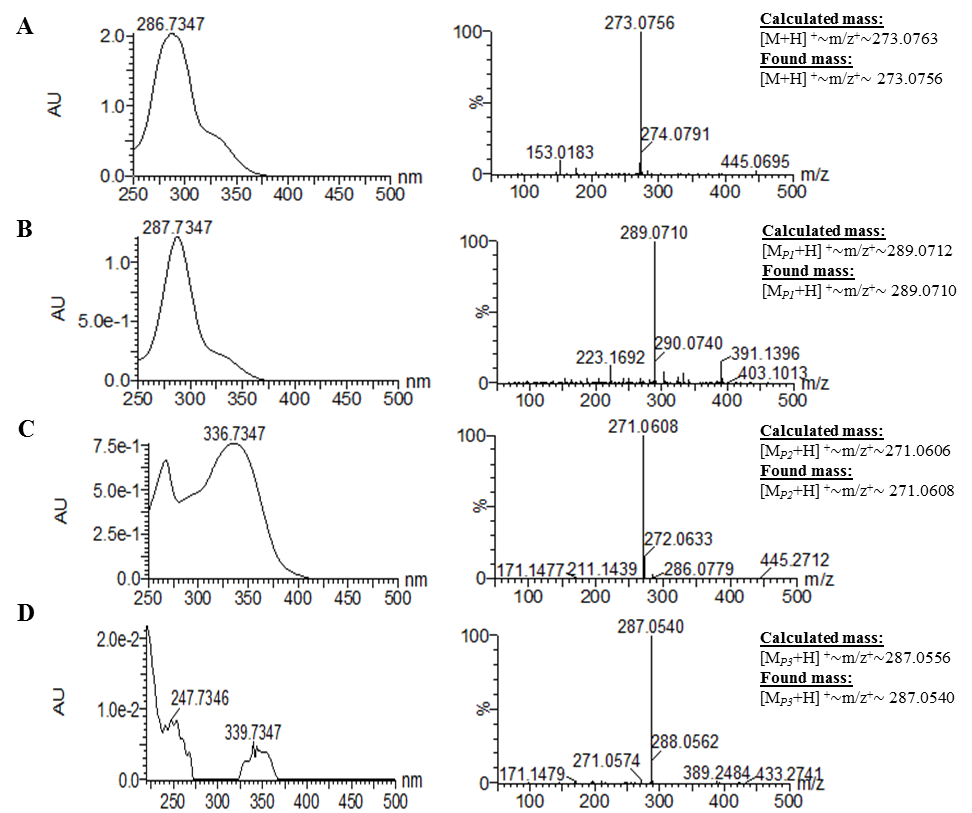 A
286.7347
2.0
1.0
0.0
AU
250 300 350 400 450 500
nm
100
%
0
273.0756
274.0791
153.0183
445.0695
100 200 300 400 500
m/z
Calculated mass:
[M+H] +~m/z+~273.0763
Found mass:
[M+H] +~m/z+~ 273.0756
B
287.7347
1.0
5.0e-1
0.0
AU
250 300 350 400 450 500
nm
100
%
0
289.0710
290.0740
223.1692
391.1396
403.1013
100 200 300 400 500
m/z
Calculated mass:
[MP1+H] +~m/z+~289.0712
Found mass:
[MP1+H] +~m/z+~ 289.0710
C
336.7347
7.5e-1
5.0e-1
2.5e-1
0.0
AU
250 300 350 400 450 500
nm
100
%
0
271.0608
272.0633
171.1477
211.1439
286.0779
445.2712
100 200 300 400 500
m/z
Calculated mass:
[MP2+H] +~m/z+~271.0606
Found mass:
[MP2+H] +~m/z+~ 271.0608
D
2.0e-2
1.0e-2
0.0
AU
247.7346
339.7347
250 300 350 400 450 500
nm
100
%
0
287.0540
288.0562
271.0574
171.1479
389.2484
433.2741
100 200 300 400 500
m/z
Calculated mass:
[MP3+H] +~m/z+~287.0556
Found mass:
[MP3+H] +~m/z+~ 287.0540